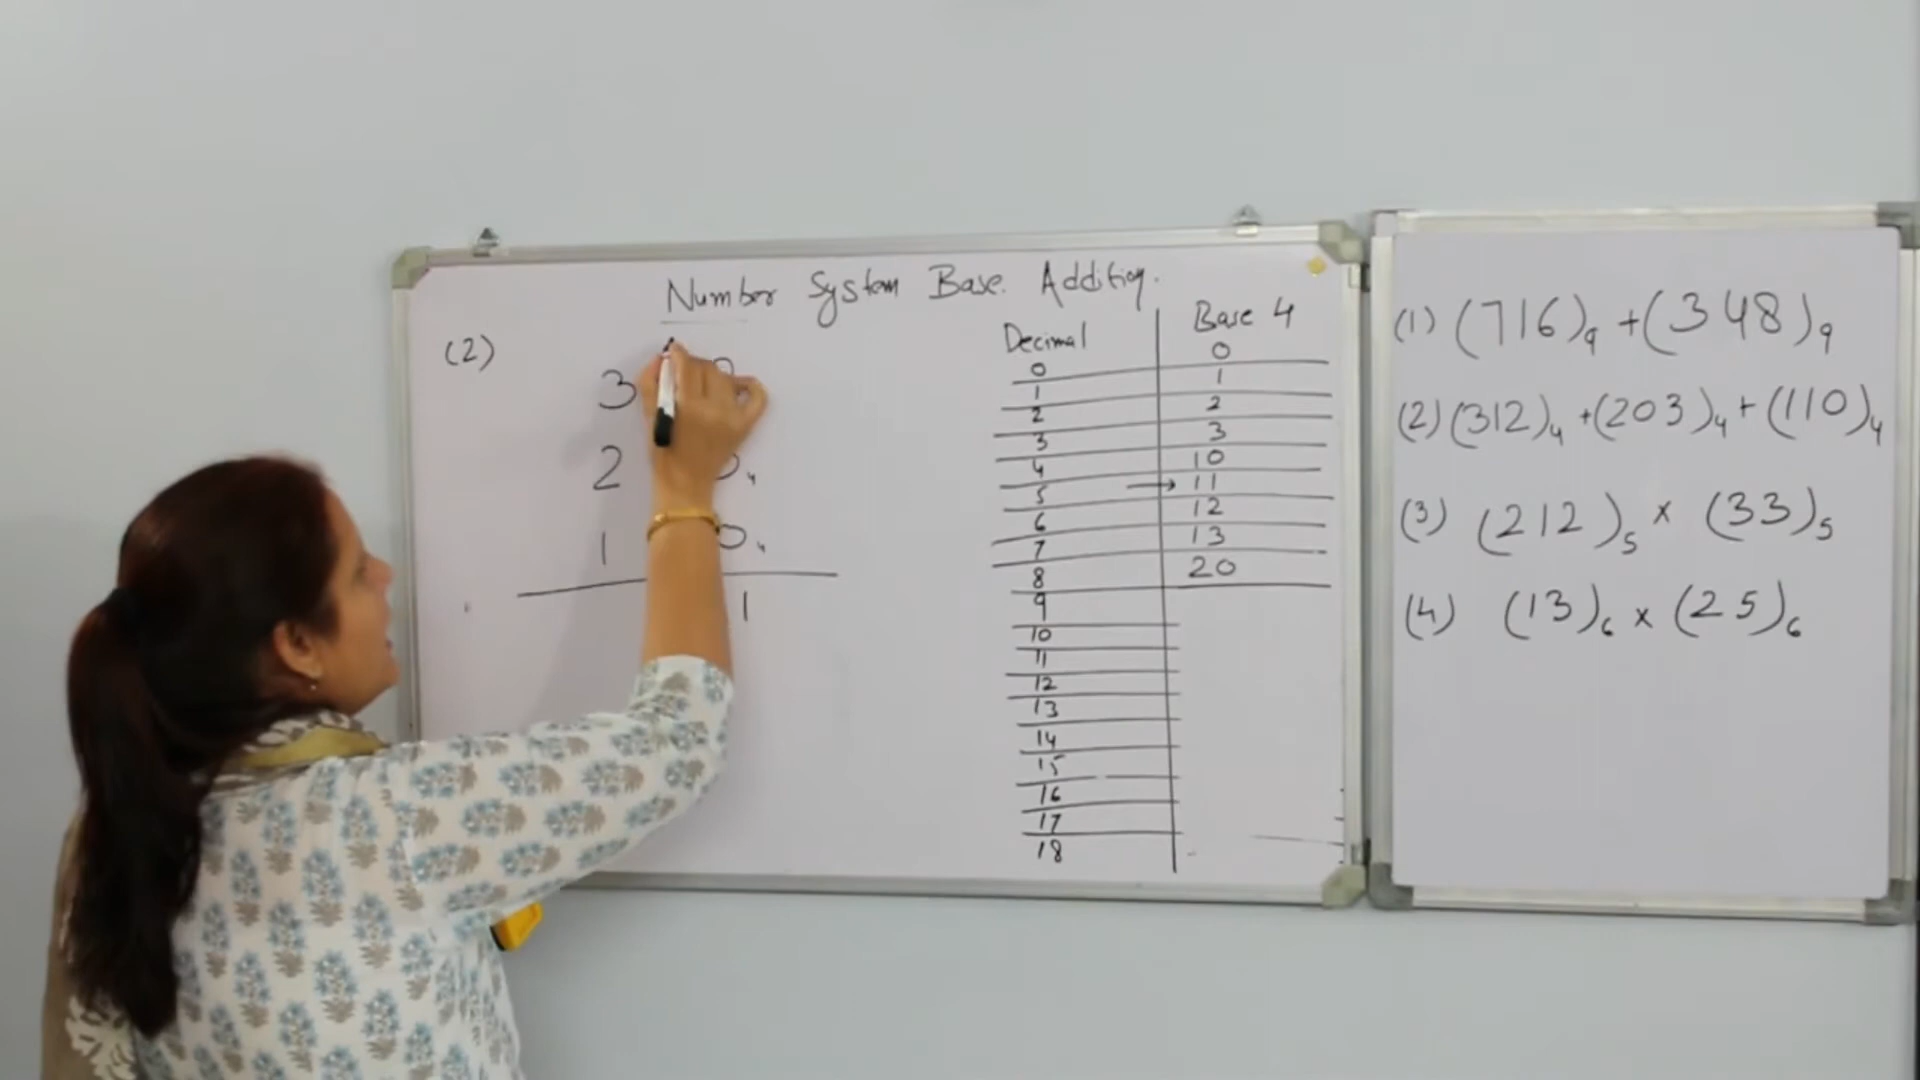 Number System Base. Addition.
(2)
3
2 4
1 0 4
1
Decimal Base 4
0 0
1 1
2 2
3 3
4 10
5 → 11
6 12
7 13
8 20
9
10
11
12
13
14
15
16
17
18
(1) (716)9 + (348)9
(2) (312)4 + (203)4 + (110)4
(3) (212)5 x (33)5
(4) (13)6 x (25)6